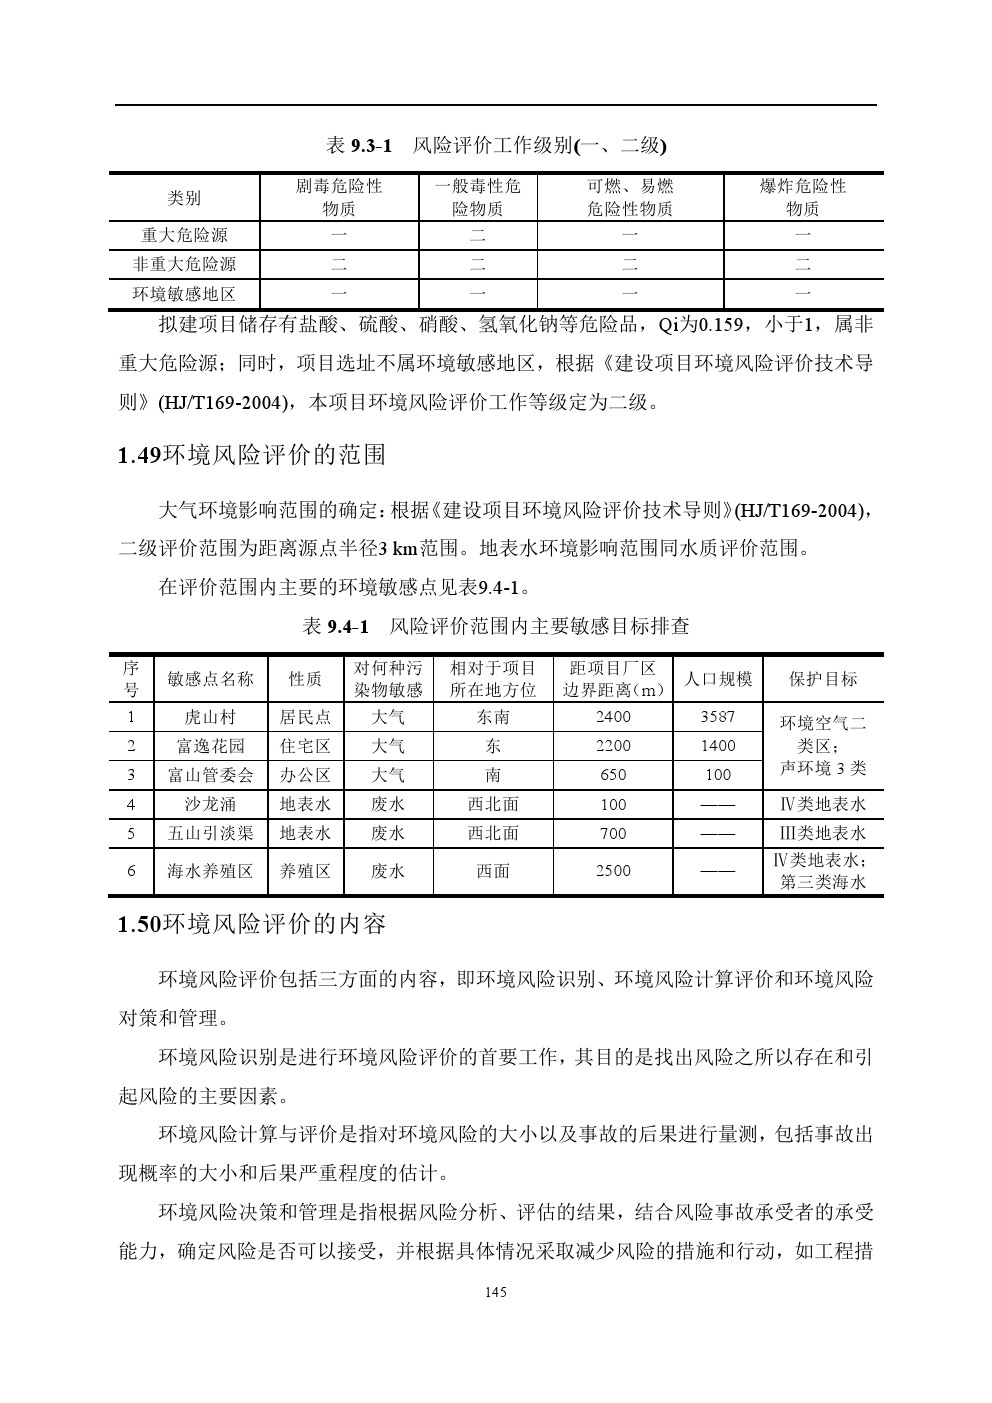 表 9.3-1 风险评价工作级别(一、二级)
类别 剧毒危险性物质 一般毒性危险物质 可燃、易燃危险性物质 爆炸危险性物质
重大危险源 一 二 一 一
非重大危险源 二 二 二 二
环境敏感地区 一 一 一 一
拟建项目储存有盐酸、硫酸、硝酸、氢氧化钠等危险品，Qi为0.159，小于1，属非
重大危险源；同时，项目选址不属环境敏感地区，根据《建设项目环境风险评价技术导
则》(HJ/T169-2004)，本项目环境风险评价工作等级定为二级。
1.49环境风险评价的范围
大气环境影响范围的确定：根据《建设项目环境风险评价技术导则》(HJ/T169-2004)，
二级评价范围为距离源点半径3 km范围。地表水环境影响范围同水质评价范围。
在评价范围内主要的环境敏感点见表9.4-1。
表 9.4-1 风险评价范围内主要敏感目标排查
序号 敏感点名称 性质 对何种污染物敏感 相对于项目所在地方位 距项目厂区边界距离（m） 人口规模 保护目标
1 虎山村 居民点 大气 东南 2400 3587 环境空气二类区；声环境 3 类
2 富逸花园 住宅区 大气 东 2200 1400
3 富山管委会 办公区 大气 南 650 100
4 沙龙涌 地表水 废水 西北面 100 —— Ⅳ类地表水
5 五山引淡渠 地表水 废水 西北面 700 —— Ⅲ类地表水
6 海水养殖区 养殖区 废水 西面 2500 —— Ⅳ类地表水；第三类海水
1.50环境风险评价的内容
环境风险评价包括三方面的内容，即环境风险识别、环境风险计算评价和环境风险
对策和管理。
环境风险识别是进行环境风险评价的首要工作，其目的是找出风险之所以存在和引
起风险的主要因素。
环境风险计算与评价是指对环境风险的大小以及事故的后果进行量测，包括事故出
现概率的大小和后果严重程度的估计。
环境风险决策和管理是指根据风险分析、评估的结果，结合风险事故承受者的承受
能力，确定风险是否可以接受，并根据具体情况采取减少风险的措施和行动，如工程措
145